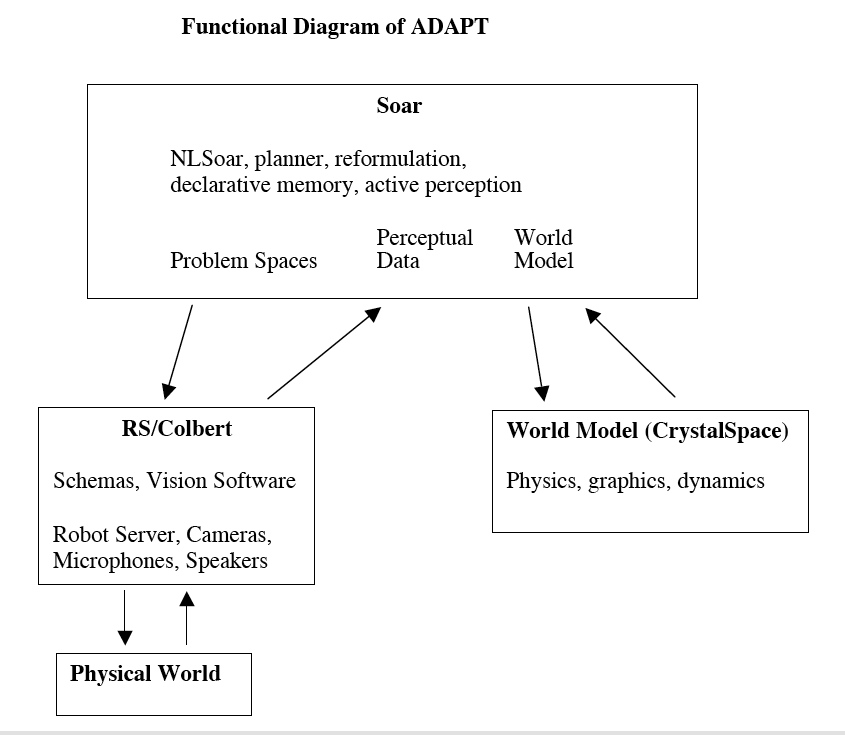 Functional Diagram of ADAPT
Soar
NLSoar, planner, reformulation,
declarative memory, active perception
Problem Spaces
Perceptual
Data
World
Model
RS/Colbert
Schemas, Vision Software
Robot Server, Cameras,
Microphones, Speakers
World Model (CrystalSpace)
Physics, graphics, dynamics
Physical World